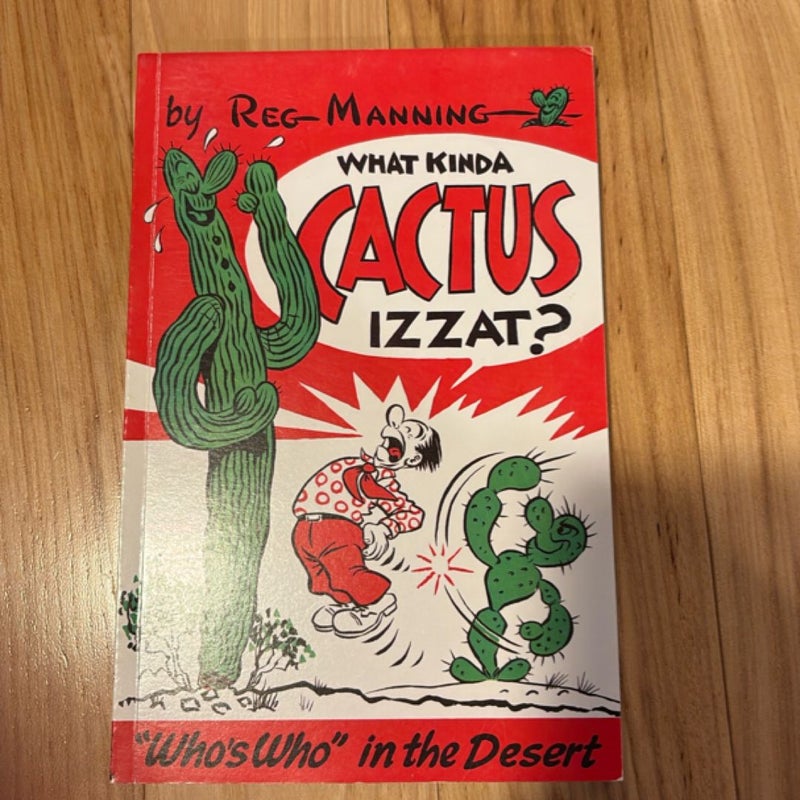 by REG MANNING
WHAT KINDA
CACTUS
IZZAT?
"Who's Who" in the Desert